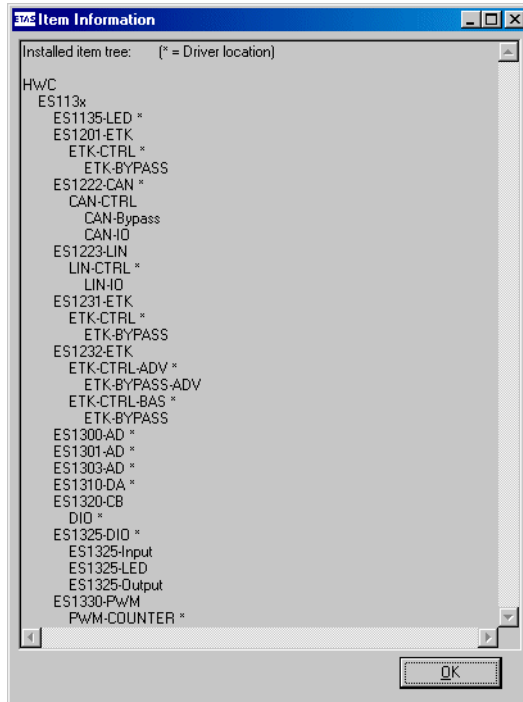 ETAS Item Information
Installed item tree: (* = Driver location)
HWC
ES113x
ES1135-LED *
ES1201-ETK
ETK-CTRL *
ETK-BYPASS
ES1222-CAN *
CAN-CTRL
CAN-Bypass
CAN-IO
ES1223-LIN
LIN-CTRL *
LIN-IO
ES1231-ETK
ETK-CTRL *
ETK-BYPASS
ES1232-ETK
ETK-CTRL-ADV *
ETK-BYPASS-ADV
ETK-CTRL-BAS *
ETK-BYPASS
ES1300-AD *
ES1301-AD *
ES1303-AD *
ES1310-DA *
ES1320-CB
DIO *
ES1325-DIO *
ES1325-Input
ES1325-LED
ES1325-Output
ES1330-PWM
PWM-COUNTER *
OK